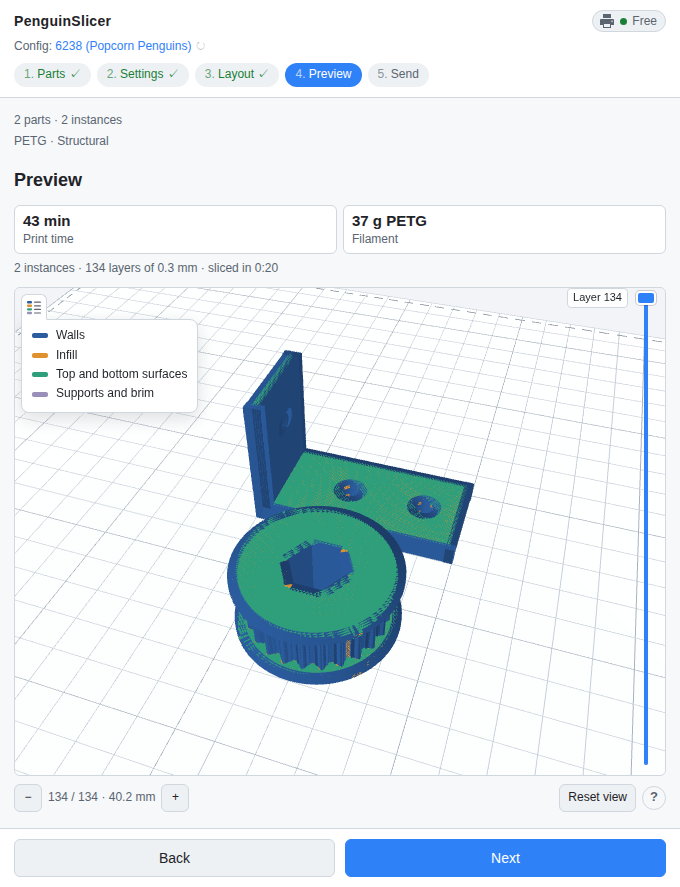 PenguinSlicer
Free
Config: 6238 (Popcorn Penguins)
1. Parts ✓
2. Settings ✓
3. Layout ✓
4. Preview
5. Send
2 parts · 2 instances
PETG · Structural
Preview
43 min
Print time
37 g PETG
Filament
2 instances · 134 layers of 0.3 mm · sliced in 0:20
Layer 134
Walls
Infill
Top and bottom surfaces
Supports and brim
− 134 / 134 · 40.2 mm +
Reset view
?
Back
Next